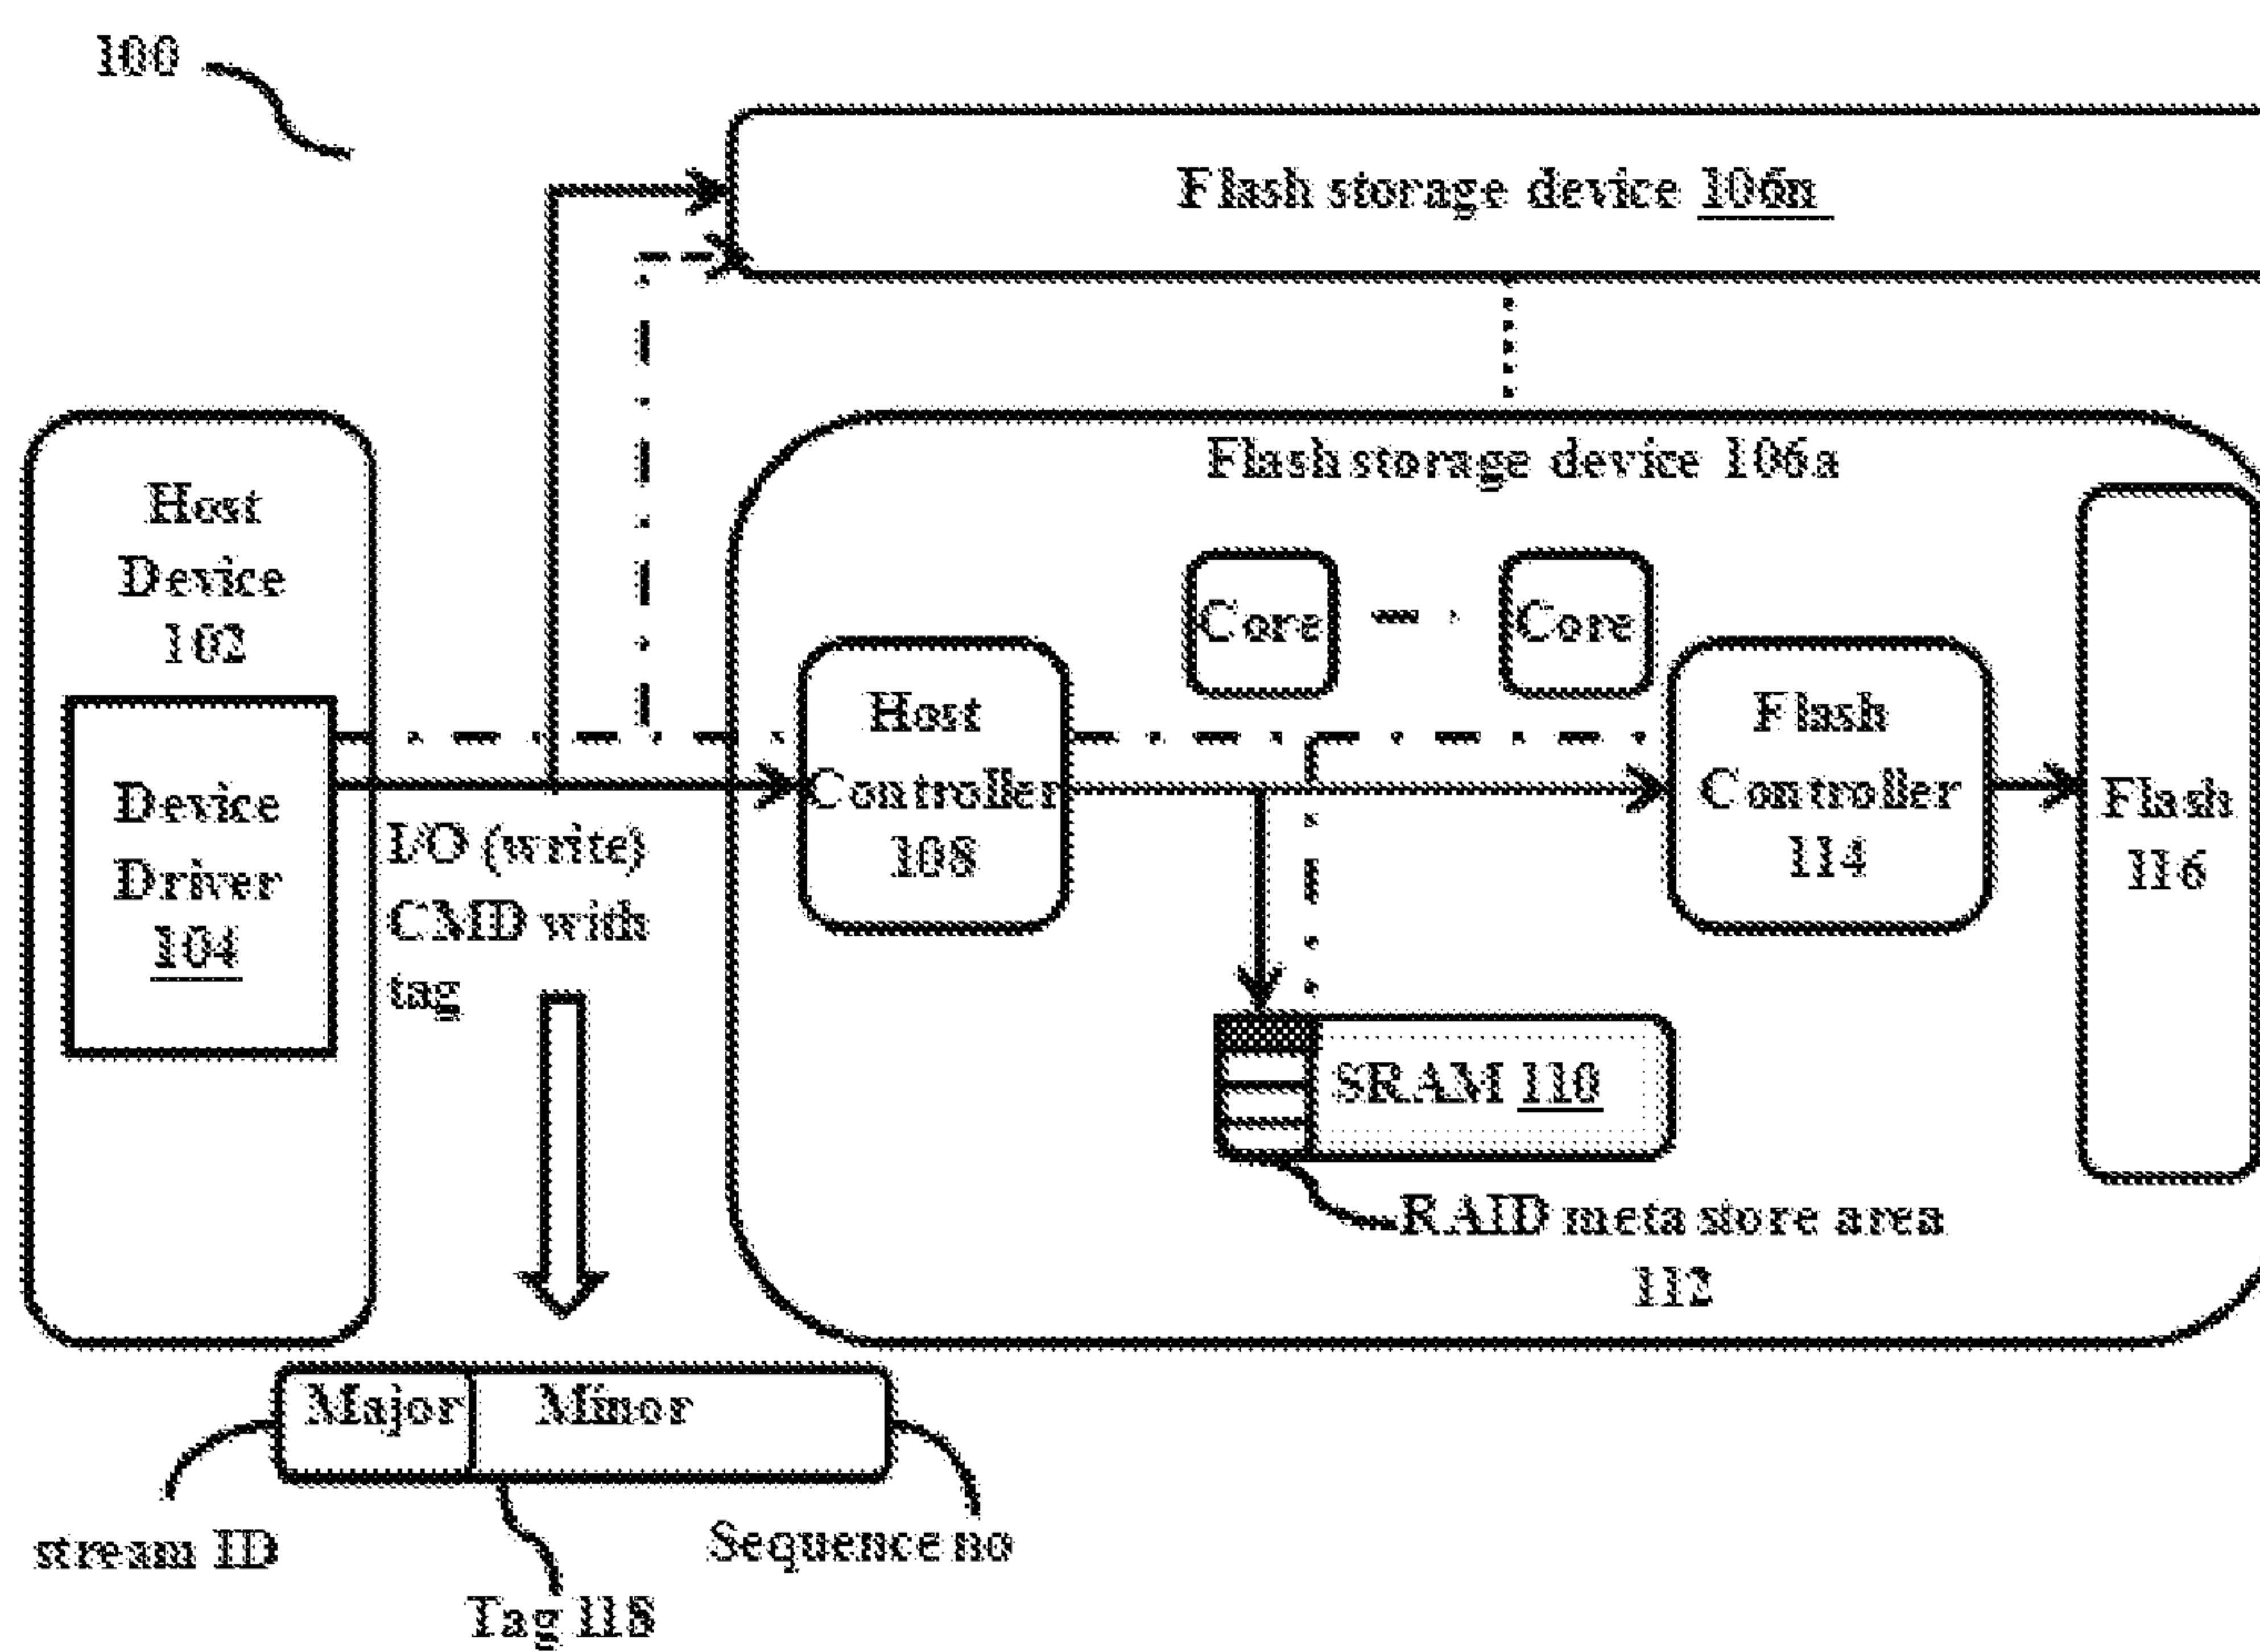 100
Flash storage device 106n
Flash storage device 106a
Host
Device
102
Device
Driver
104
I/O (write)
CMD with
tag
Host
Controller
108
Core
Core
Flash
Controller
114
Flash
116
SRAM 110
RAID meta store area
112
Major
Minor
stream ID
Sequence no
Tag 118